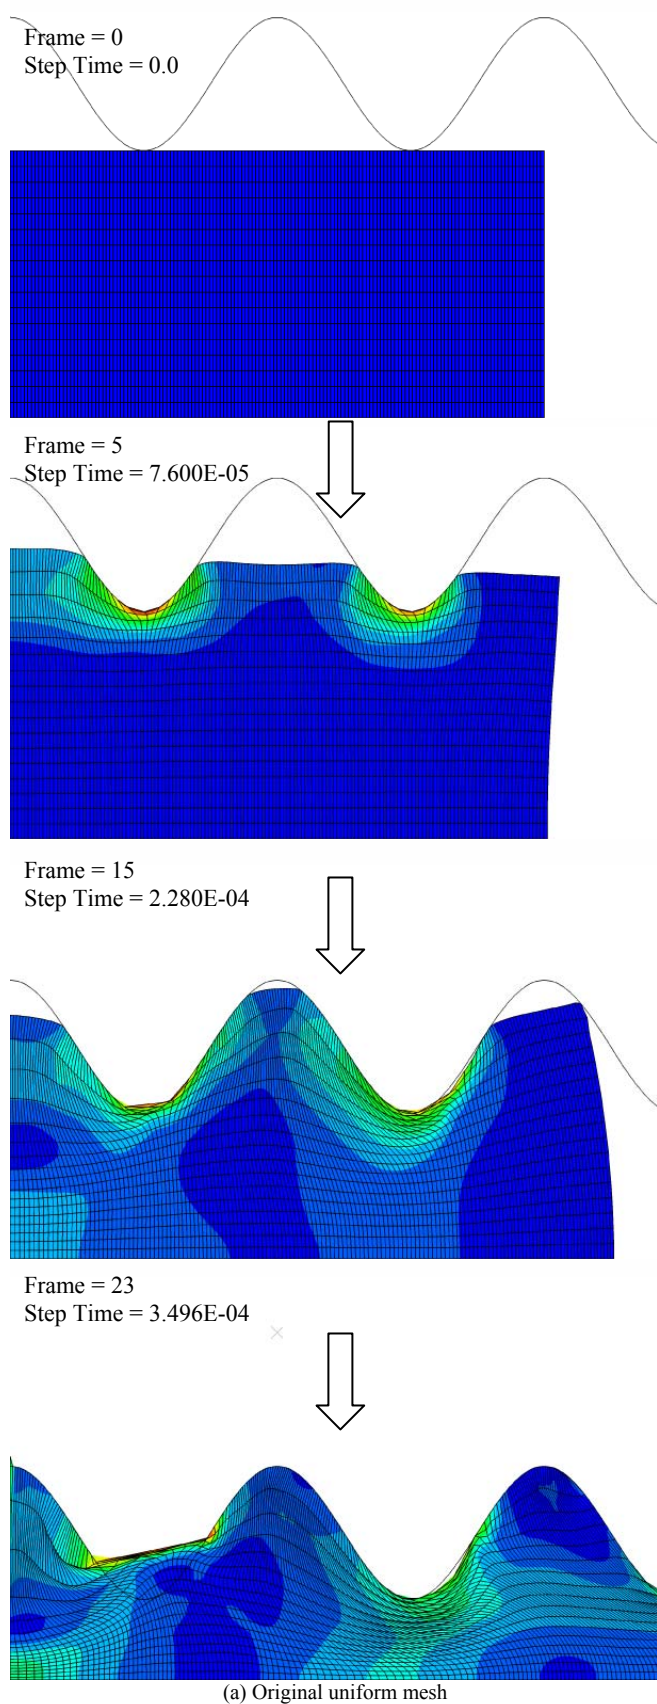 Frame = 0
Step Time = 0.0
Frame = 5
Step Time = 7.600E-05
Frame = 15
Step Time = 2.280E-04
Frame = 23
Step Time = 3.496E-04
(a) Original uniform mesh